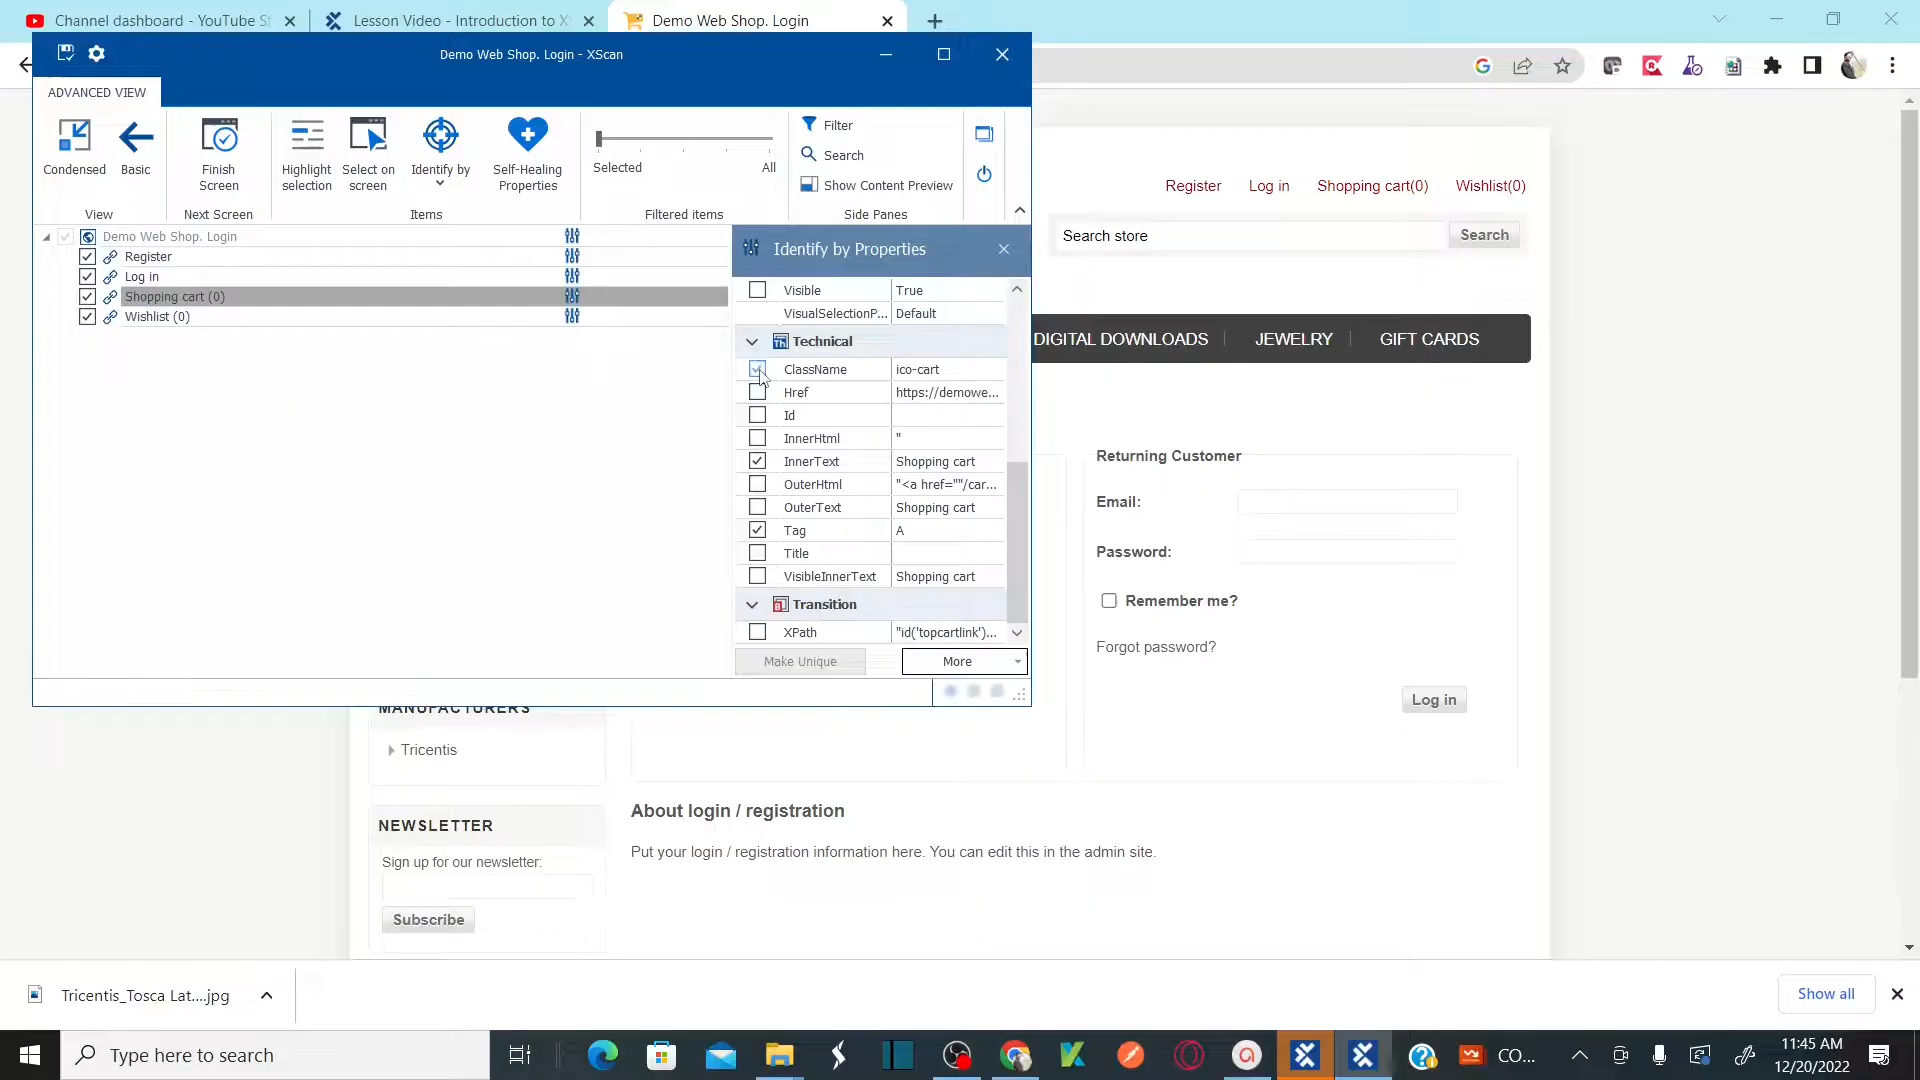 Channel dashboard - YouTube St
Lesson Video - Introduction to X
Demo Web Shop. Login
Demo Web Shop. Login - XScan
ADVANCED VIEW
Condensed
Basic
Finish Screen
Highlight selection
Select on screen
Identify by
Self-Healing Properties
Selected
All
Filter
Search
Show Content Preview
View
Next Screen
Items
Filtered items
Side Panes
Demo Web Shop. Login
Register
Log in
Shopping cart (0)
Wishlist (0)
Identify by Properties
Visible True
VisualSelectionP... Default
Technical
ClassName ico-cart
Href https://demowe...
Id
InnerHtml "
InnerText Shopping cart
OuterHtml "<a href=""/car...
OuterText Shopping cart
Tag A
Title
VisibleInnerText Shopping cart
Transition
XPath "id('topcartlink')...
Make Unique
More
Register Log in Shopping cart(0) Wishlist(0)
Search store
Search
DIGITAL DOWNLOADS JEWELRY GIFT CARDS
Returning Customer
Email:
Password:
Remember me?
Forgot password?
Log in
MANUFACTURERS
Tricentis
NEWSLETTER
Sign up for our newsletter:
Subscribe
About login / registration
Put your login / registration information here. You can edit this in the admin site.
Tricentis_Tosca Lat....jpg
Show all
Type here to search
CO...
11:45 AM
12/20/2022